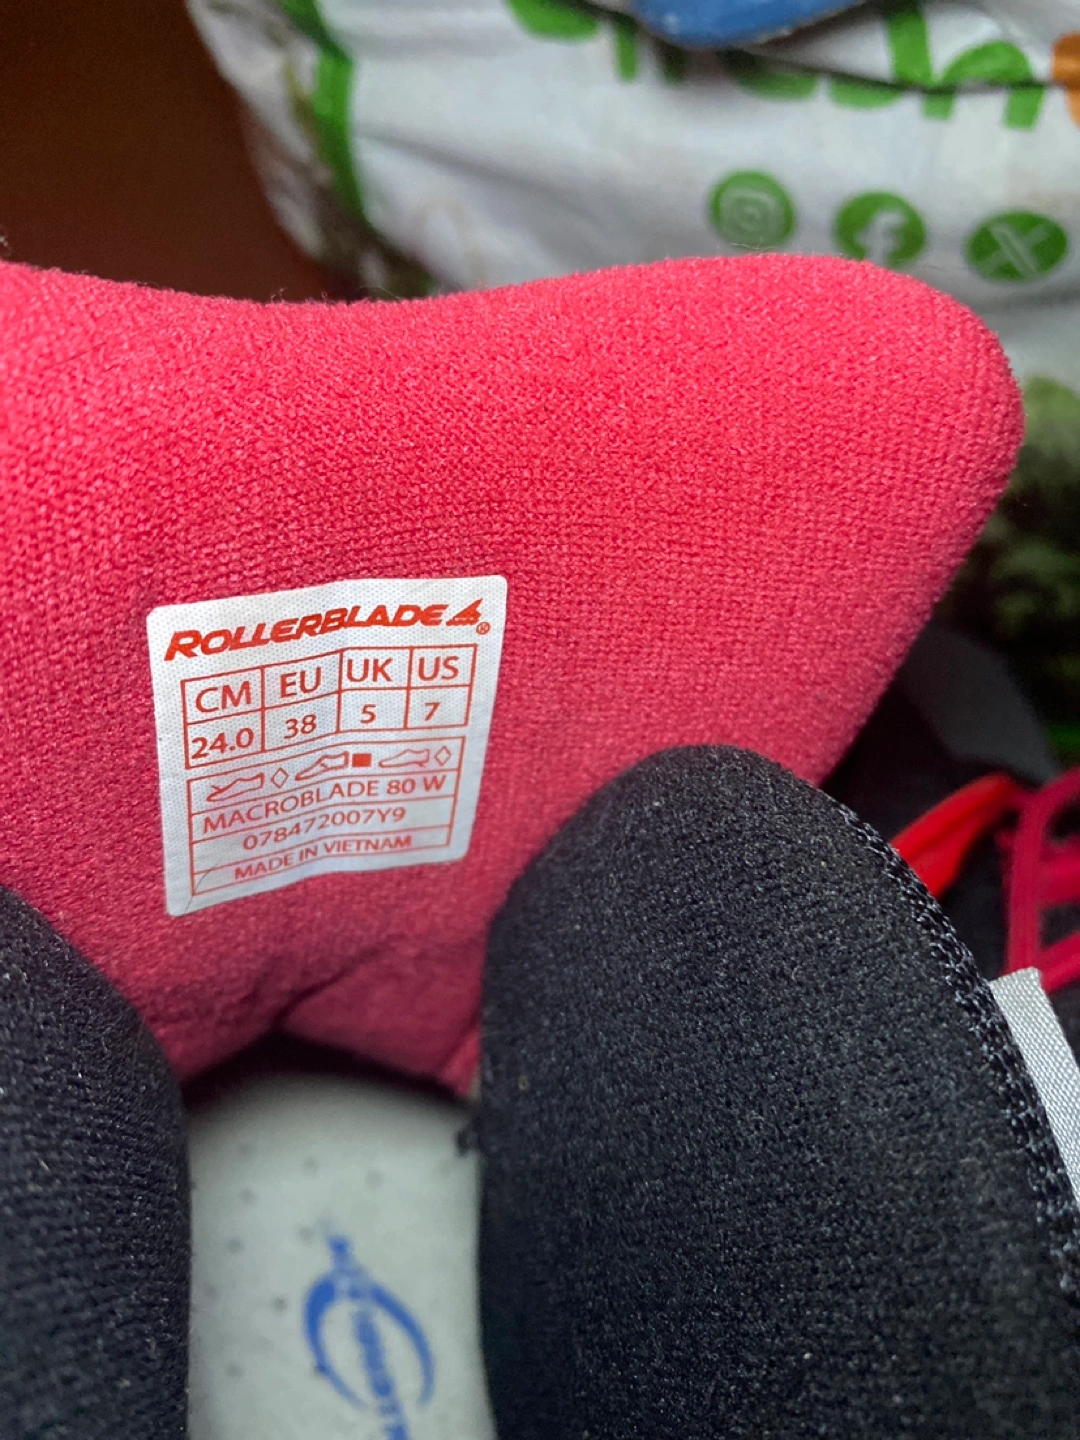 ROLLERBLADE ®
CM EU UK US
24.0 38 5 7
MACROBLADE 80 W
078472007Y9
MADE IN VIETNAM